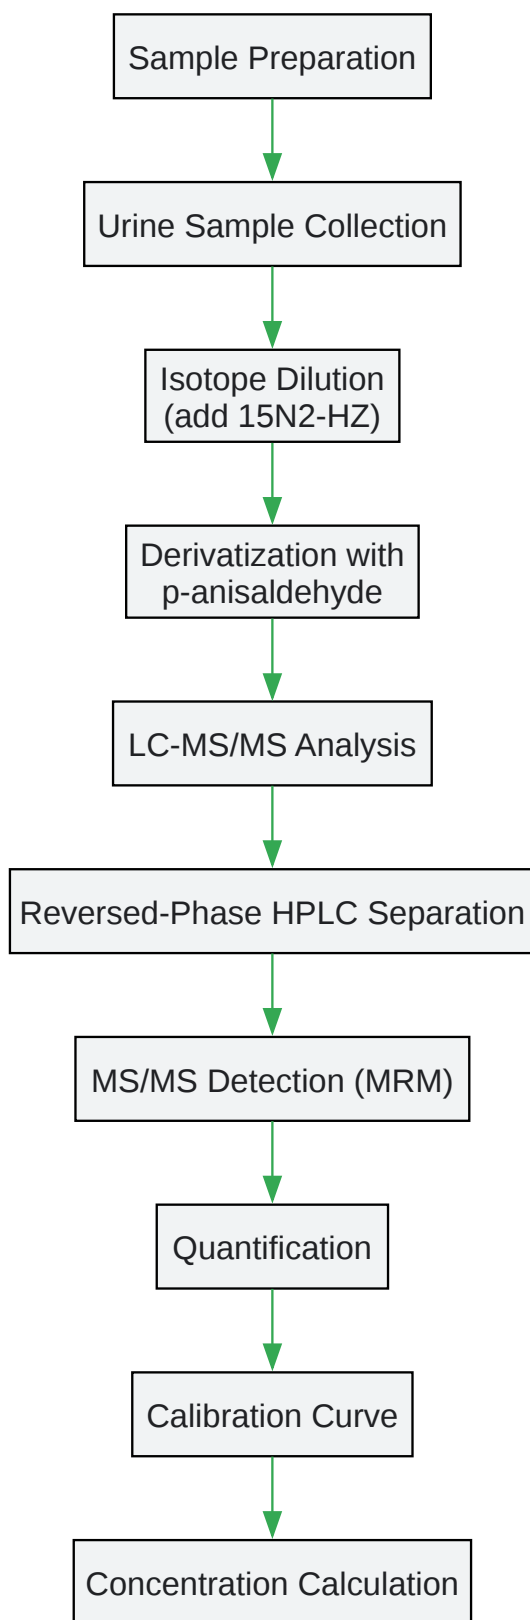 Sample Preparation
Urine Sample Collection
Isotope Dilution
(add 15N2-HZ)
Derivatization with
p-anisaldehyde
LC-MS/MS Analysis
Reversed-Phase HPLC Separation
MS/MS Detection (MRM)
Quantification
Calibration Curve
Concentration Calculation